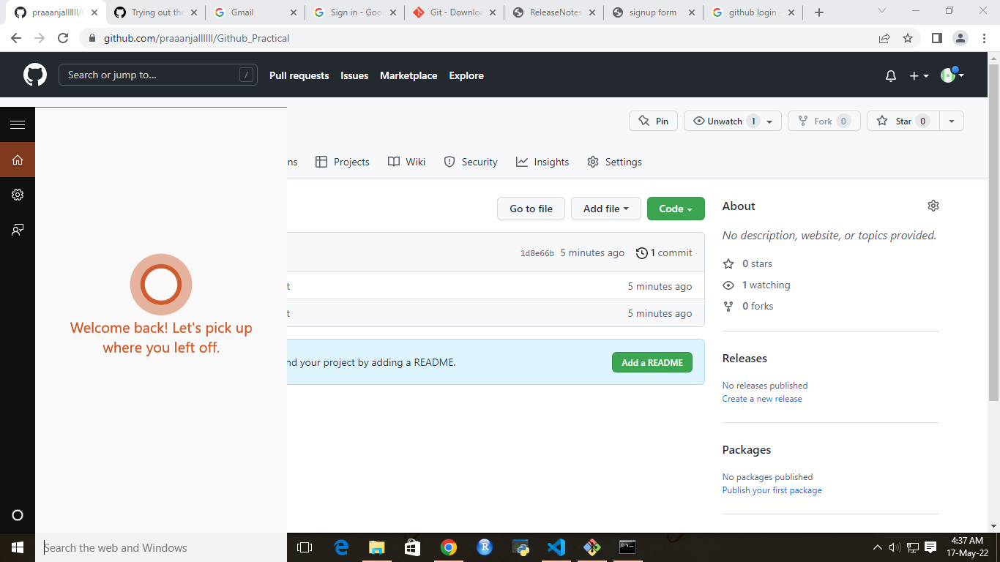 praaanjallllll/G
Trying out the
Gmail
Sign in - Goo
Git - Downloa
ReleaseNotes
signup form
github login -
github.com/praaanjallllll/Github_Practical
Search or jump to...
/
Pull requests
Issues
Marketplace
Explore
Pin
Unwatch 1
Fork 0
Star 0
ns
Projects
Wiki
Security
Insights
Settings
Go to file
Add file
Code
1d8e66b 5 minutes ago
1 commit
t
5 minutes ago
t
5 minutes ago
nd your project by adding a README.
Add a README
About
No description, website, or topics provided.
0 stars
1 watching
0 forks
Releases
No releases published
Create a new release
Packages
No packages published
Publish your first package
Welcome back! Let's pick up
where you left off.
Search the web and Windows
R
4:37 AM
17-May-22